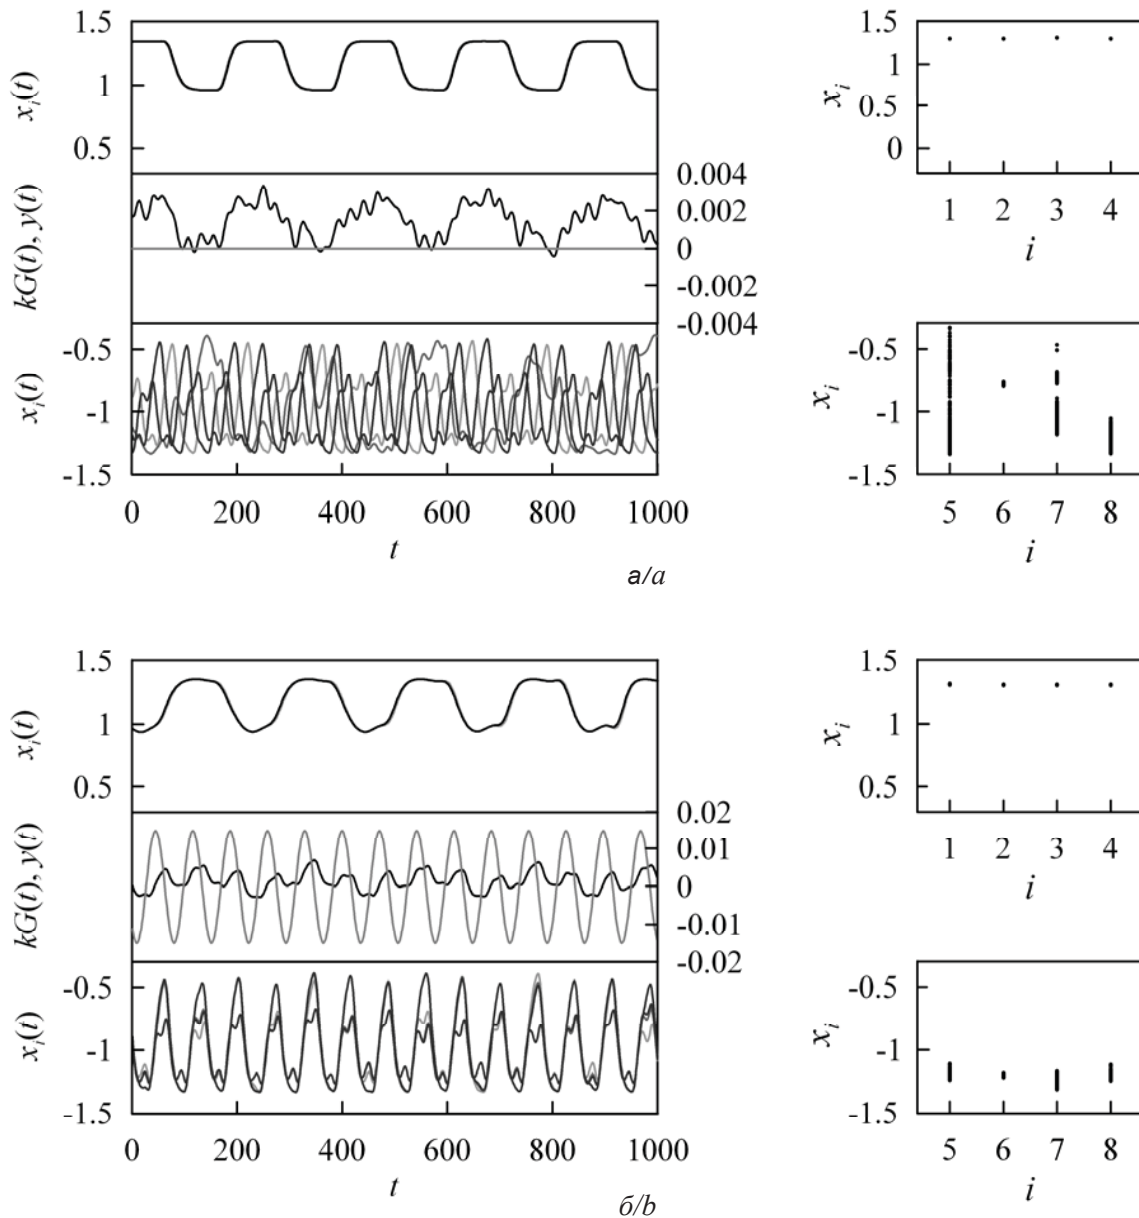 1.5
1
0.5
x_i(t)
0.004
0.002
0
-0.002
-0.004
kG(t), y(t)
-0.5
-1
-1.5
x_i(t)
0 200 400 600 800 1000
t
1.5
1
0.5
0
x_i
1 2 3 4
i
-0.5
-1
-1.5
x_i
5 6 7 8
i
а/a
1.5
1
0.5
x_i(t)
0.02
0.01
0
-0.01
-0.02
kG(t), y(t)
-0.5
-1
-1.5
x_i(t)
0 200 400 600 800 1000
t
1.5
1
0.5
x_i
1 2 3 4
i
-0.5
-1
-1.5
x_i
5 6 7 8
i
б/b